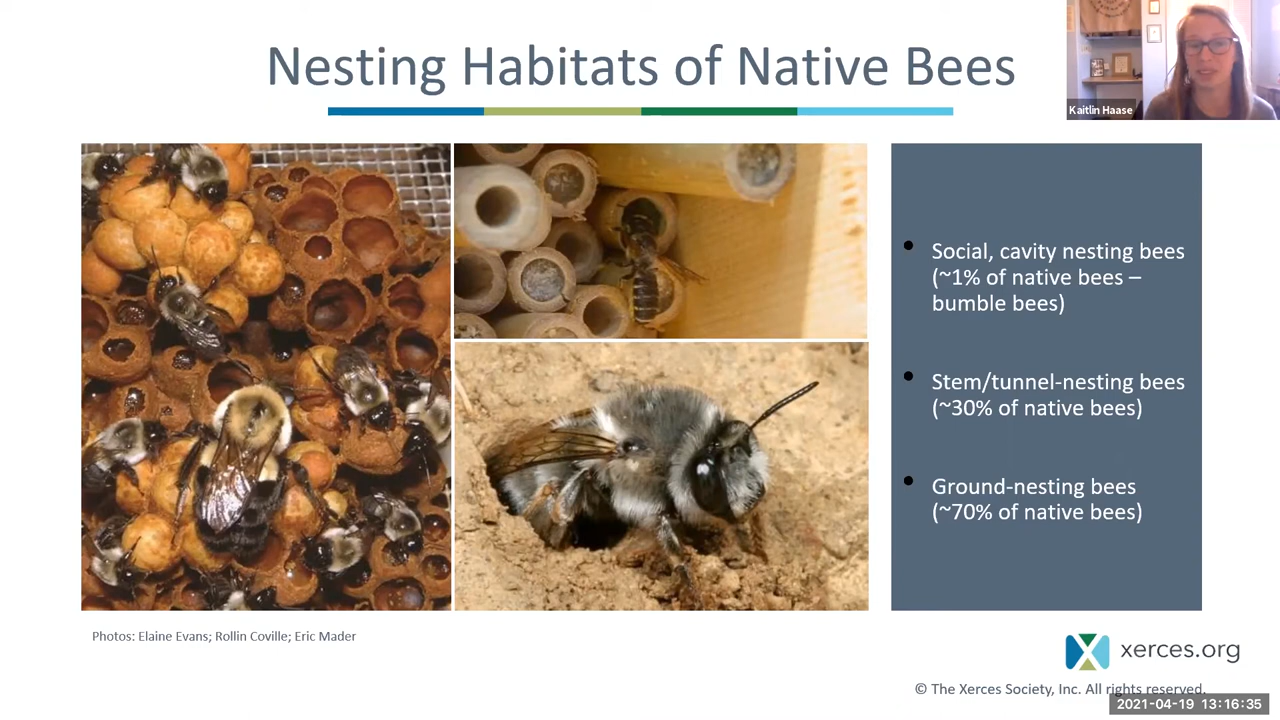 Nesting Habitats of Native Bees
Kaitlin Haase
• Social, cavity nesting bees
(~1% of native bees –
bumble bees)
• Stem/tunnel-nesting bees
(~30% of native bees)
• Ground-nesting bees
(~70% of native bees)
Photos: Elaine Evans; Rollin Coville; Eric Mader
xerces.org
© The Xerces Society, Inc. All rights reserved.
2021-04-19 13:16:35